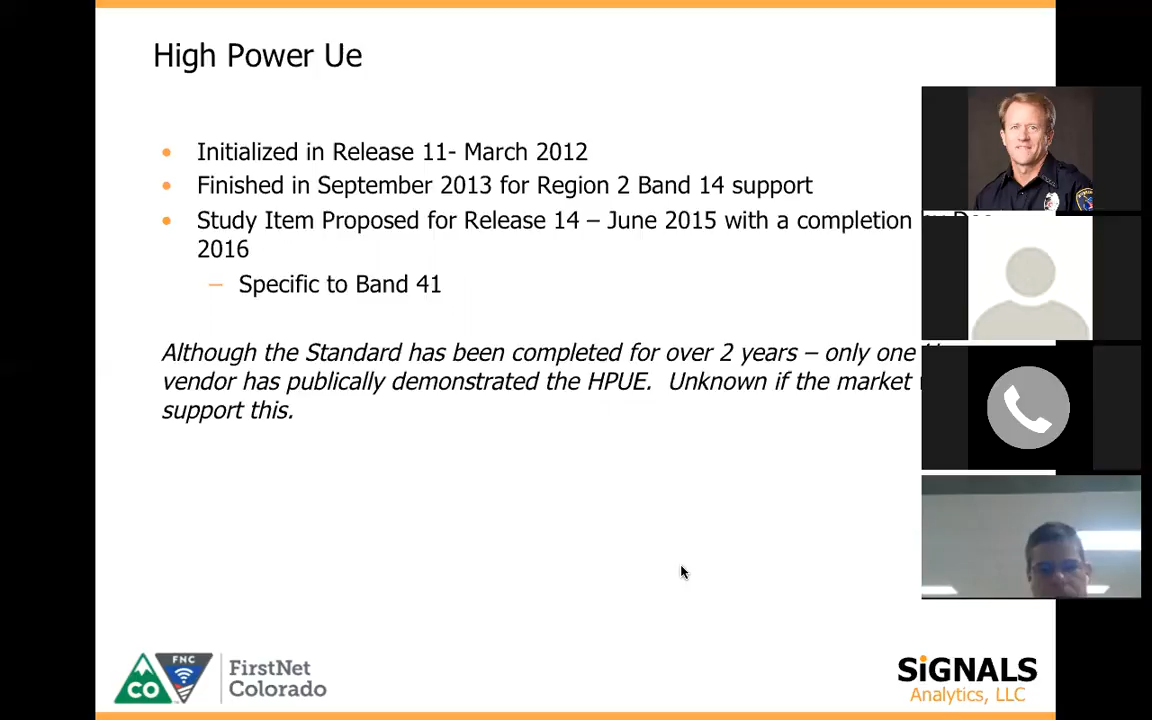 High Power Ue
• Initialized in Release 11- March 2012
• Finished in September 2013 for Region 2 Band 14 support
• Study Item Proposed for Release 14 – June 2015 with a completion
2016
– Specific to Band 41
Although the Standard has been completed for over 2 years – only one
vendor has publically demonstrated the HPUE. Unknown if the market
support this.
FNC
CO
FirstNet
Colorado
SiGNALS
Analytics, LLC